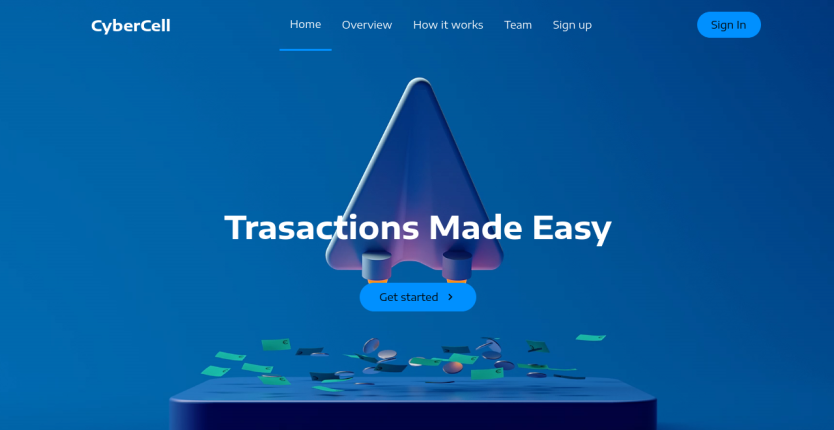 CyberCell
Home Overview How it works Team Sign up
Sign In
Trasactions Made Easy
Get started